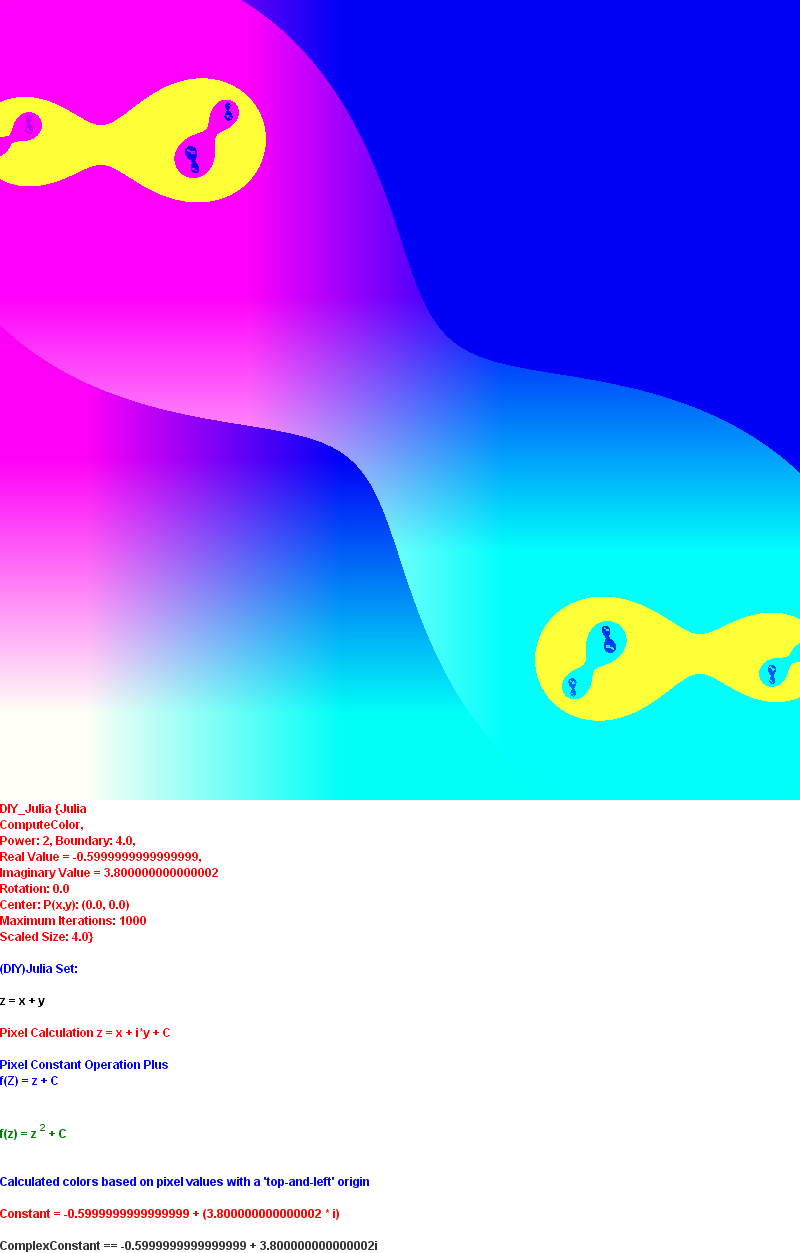 DIY_Julia {Julia
ComputeColor,
Power: 2, Boundary: 4.0,
Real Value = -0.5999999999999999,
Imaginary Value = 3.800000000000002
Rotation: 0.0
Center: P(x,y): (0.0, 0.0)
Maximum Iterations: 1000
Scaled Size: 4.0}
(DIY)Julia Set:
z = x + y
Pixel Calculation z = x + i*y + C
Pixel Constant Operation Plus
f(Z) = z + C
f(z) = z ² + C
Calculated colors based on pixel values with a 'top-and-left' origin
Constant = -0.5999999999999999 + (3.800000000000002 * i)
ComplexConstant == -0.5999999999999999 + 3.800000000000002i